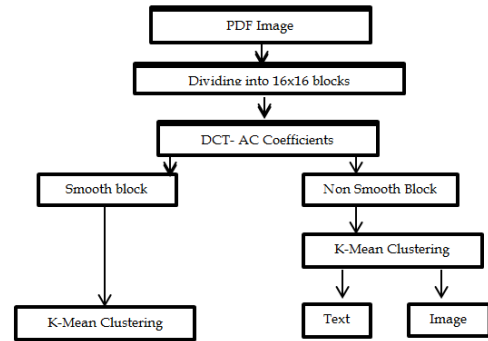 PDF Image
Dividing into 16x16 blocks
DCT- AC Coefficients
Smooth block
Non Smooth Block
K-Mean Clustering
K-Mean Clustering
Text
Image